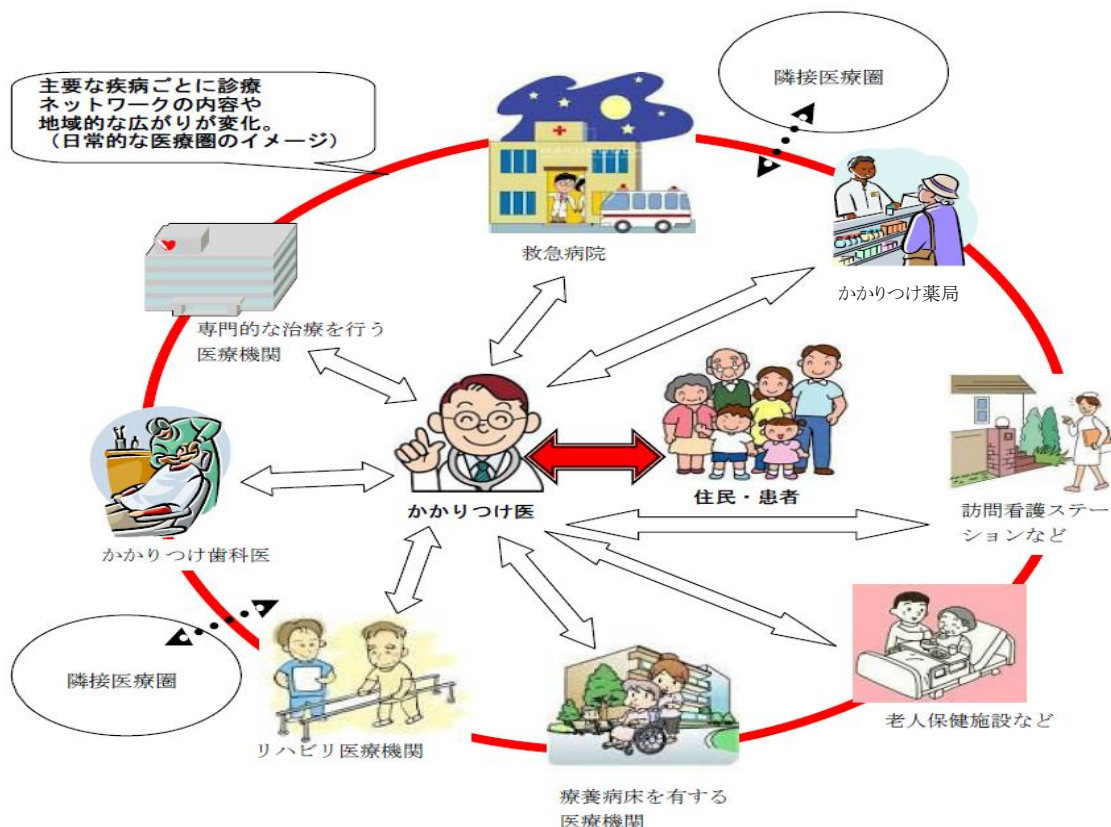 主要な疾病ごとに診療
ネットワークの内容や
地域的な広がりが変化。
(日常的な医療圏のイメージ)
隣接医療圏
救急病院
かかりつけ薬局
専門的な治療を行う
医療機関
かかりつけ医
住民・患者
訪問看護ステー
ションなど
かかりつけ歯科医
隣接医療圏
リハビリ医療機関
老人保健施設など
療養病床を有する
医療機関